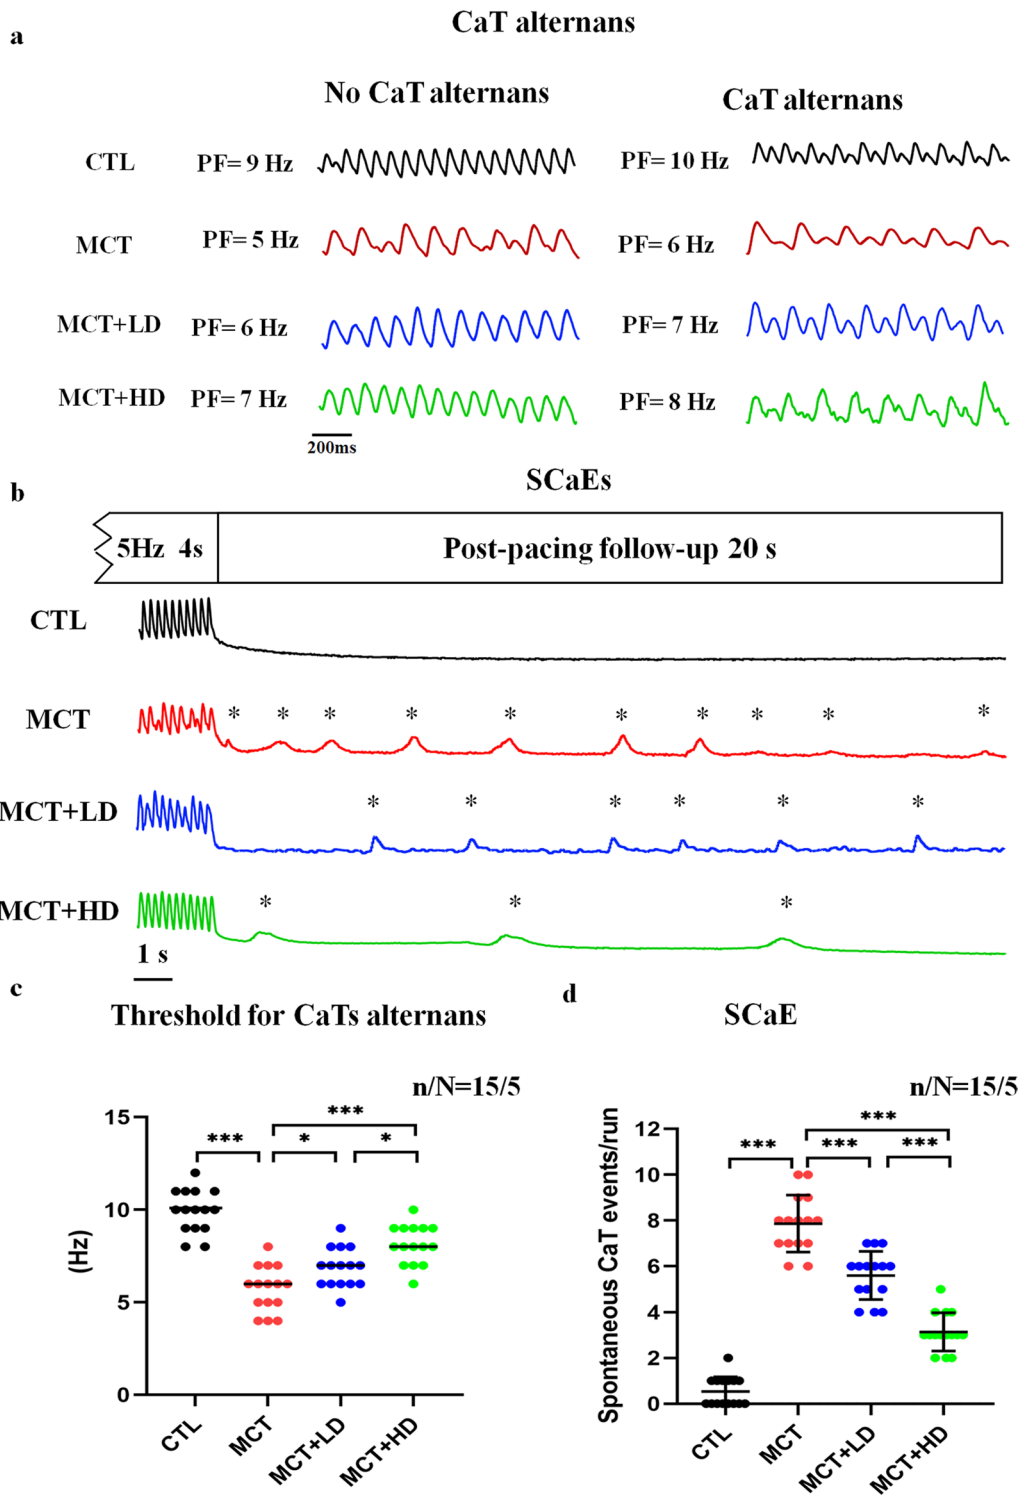 CaT alternans
a
No CaT alternans
CaT alternans
CTL
PF= 9 Hz
PF= 10 Hz
MCT
PF= 5 Hz
PF= 6 Hz
MCT+LD
PF= 6 Hz
PF= 7 Hz
MCT+HD
PF= 7 Hz
PF= 8 Hz
200ms
SCaEs
b
5Hz 4s
Post-pacing follow-up 20 s
CTL
MCT
* * * * * * * * * *
MCT+LD
* * * * * *
MCT+HD
* * *
1 s
c
Threshold for CaTs alternans
n/N=15/5
***
***
*
*
15
10
5
0
(Hz)
CTL
MCT
MCT+LD
MCT+HD
d
SCaE
n/N=15/5
***
***
***
***
12
10
8
6
4
2
0
Spontaneous CaT events/run
CTL
MCT
MCT+LD
MCT+HD